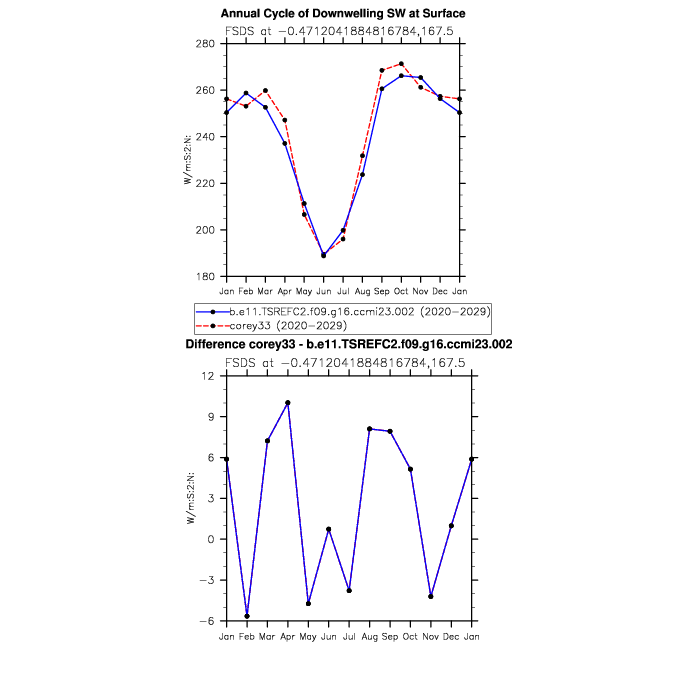 Annual Cycle of Downwelling SW at Surface
FSDS at −0.4712041884816784,167.5
280
260
240
220
200
180
W/m:S:2:N:
Jan Feb Mar Apr May Jun Jul Aug Sep Oct Nov Dec Jan
b.e11.TSREFC2.f09.g16.ccmi23.002 (2020−2029)
corey33 (2020−2029)
Difference corey33 - b.e11.TSREFC2.f09.g16.ccmi23.002
FSDS at −0.4712041884816784,167.5
12
9
6
3
0
−3
−6
W/m:S:2:N:
Jan Feb Mar Apr May Jun Jul Aug Sep Oct Nov Dec Jan